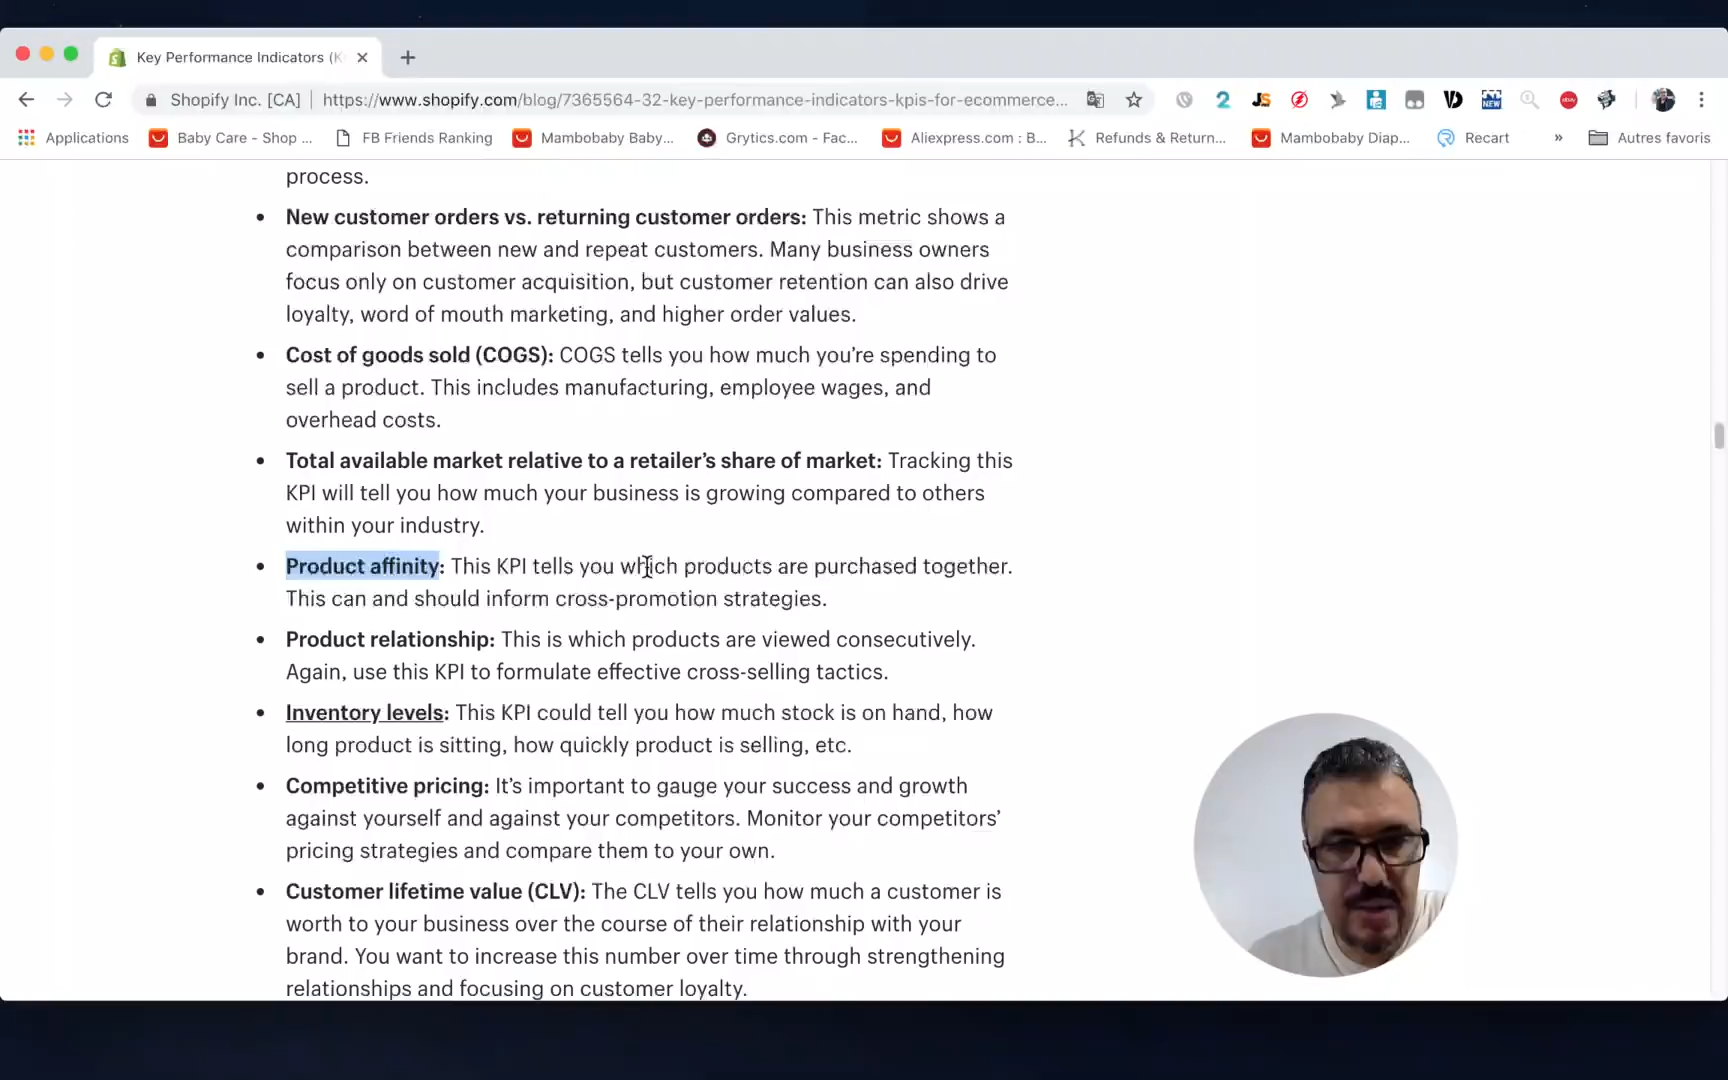 Key Performance Indicators (K
Shopify Inc. [CA]
https://www.shopify.com/blog/7365564-32-key-performance-indicators-kpis-for-ecommerce...
Applications
Baby Care - Shop ...
FB Friends Ranking
Mambobaby Baby...
Grytics.com - Fac...
Aliexpress.com : B...
Refunds & Return...
Mambobaby Diap...
Recart
»
Autres favoris
process.
• New customer orders vs. returning customer orders: This metric shows a
comparison between new and repeat customers. Many business owners
focus only on customer acquisition, but customer retention can also drive
loyalty, word of mouth marketing, and higher order values.
• Cost of goods sold (COGS): COGS tells you how much you’re spending to
sell a product. This includes manufacturing, employee wages, and
overhead costs.
• Total available market relative to a retailer’s share of market: Tracking this
KPI will tell you how much your business is growing compared to others
within your industry.
• Product affinity: This KPI tells you which products are purchased together.
This can and should inform cross-promotion strategies.
• Product relationship: This is which products are viewed consecutively.
Again, use this KPI to formulate effective cross-selling tactics.
• Inventory levels: This KPI could tell you how much stock is on hand, how
long product is sitting, how quickly product is selling, etc.
• Competitive pricing: It’s important to gauge your success and growth
against yourself and against your competitors. Monitor your competitors’
pricing strategies and compare them to your own.
• Customer lifetime value (CLV): The CLV tells you how much a customer is
worth to your business over the course of their relationship with your
brand. You want to increase this number over time through strengthening
relationships and focusing on customer loyalty.